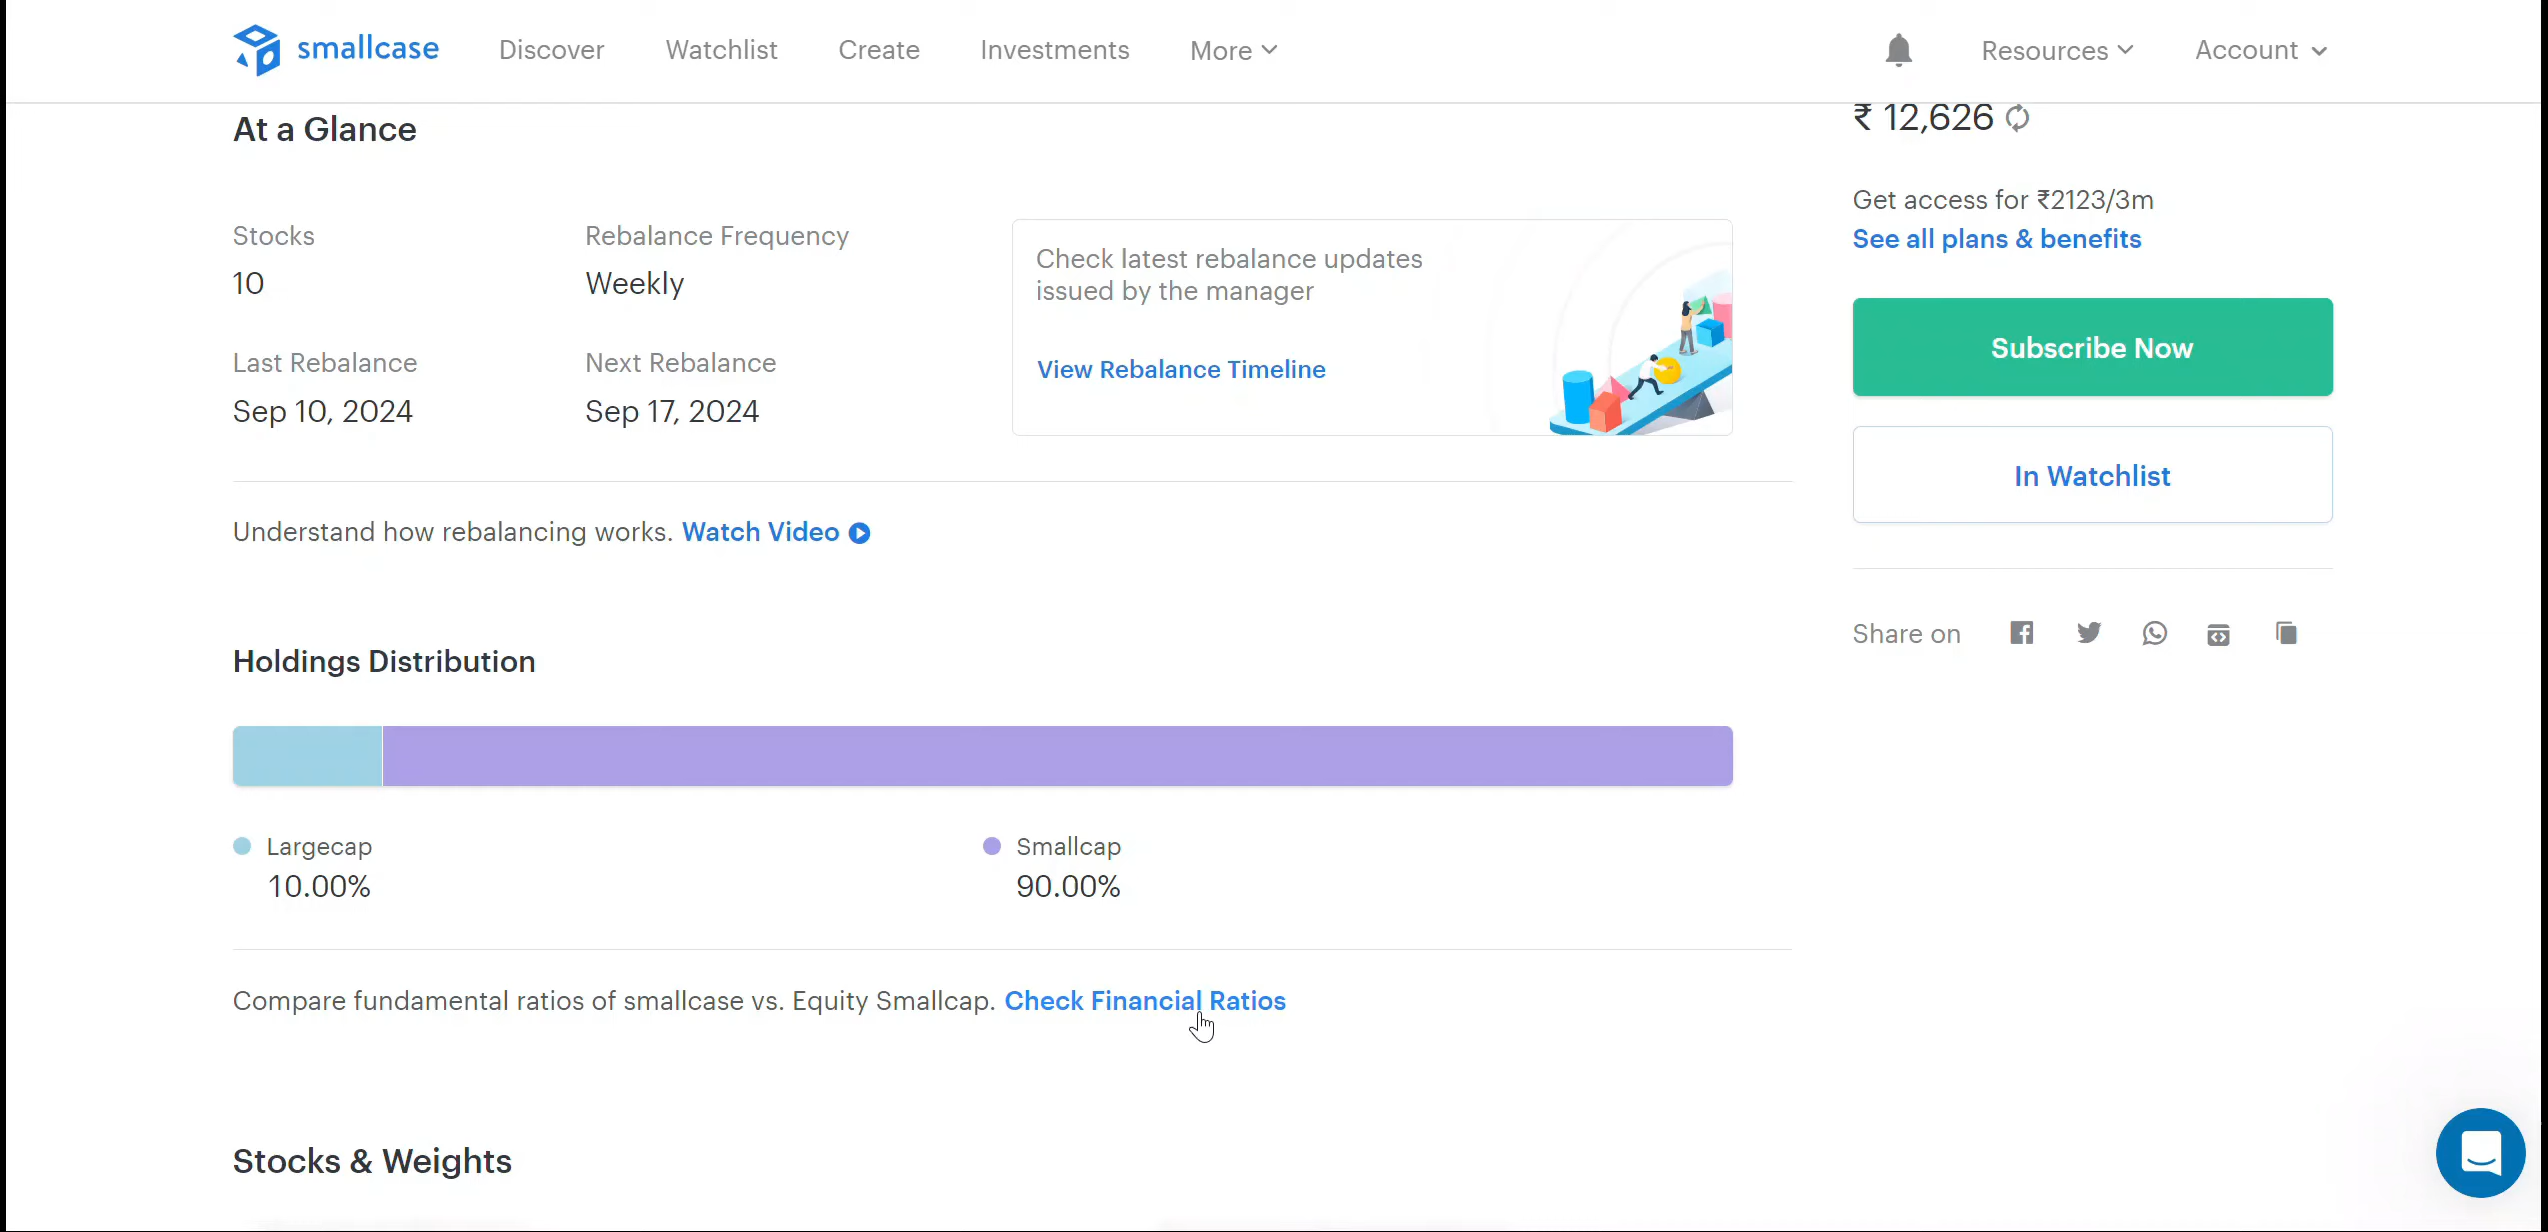 smallcase
Discover
Watchlist
Create
Investments
More
Resources
Account
At a Glance
Stocks
10
Rebalance Frequency
Weekly
Last Rebalance
Sep 10, 2024
Next Rebalance
Sep 17, 2024
Check latest rebalance updates
issued by the manager
View Rebalance Timeline
Understand how rebalancing works. Watch Video
Holdings Distribution
Largecap
10.00%
Smallcap
90.00%
Compare fundamental ratios of smallcase vs. Equity Smallcap. Check Financial Ratios
Stocks & Weights
₹ 12,626
Get access for ₹2123/3m
See all plans & benefits
Subscribe Now
In Watchlist
Share on